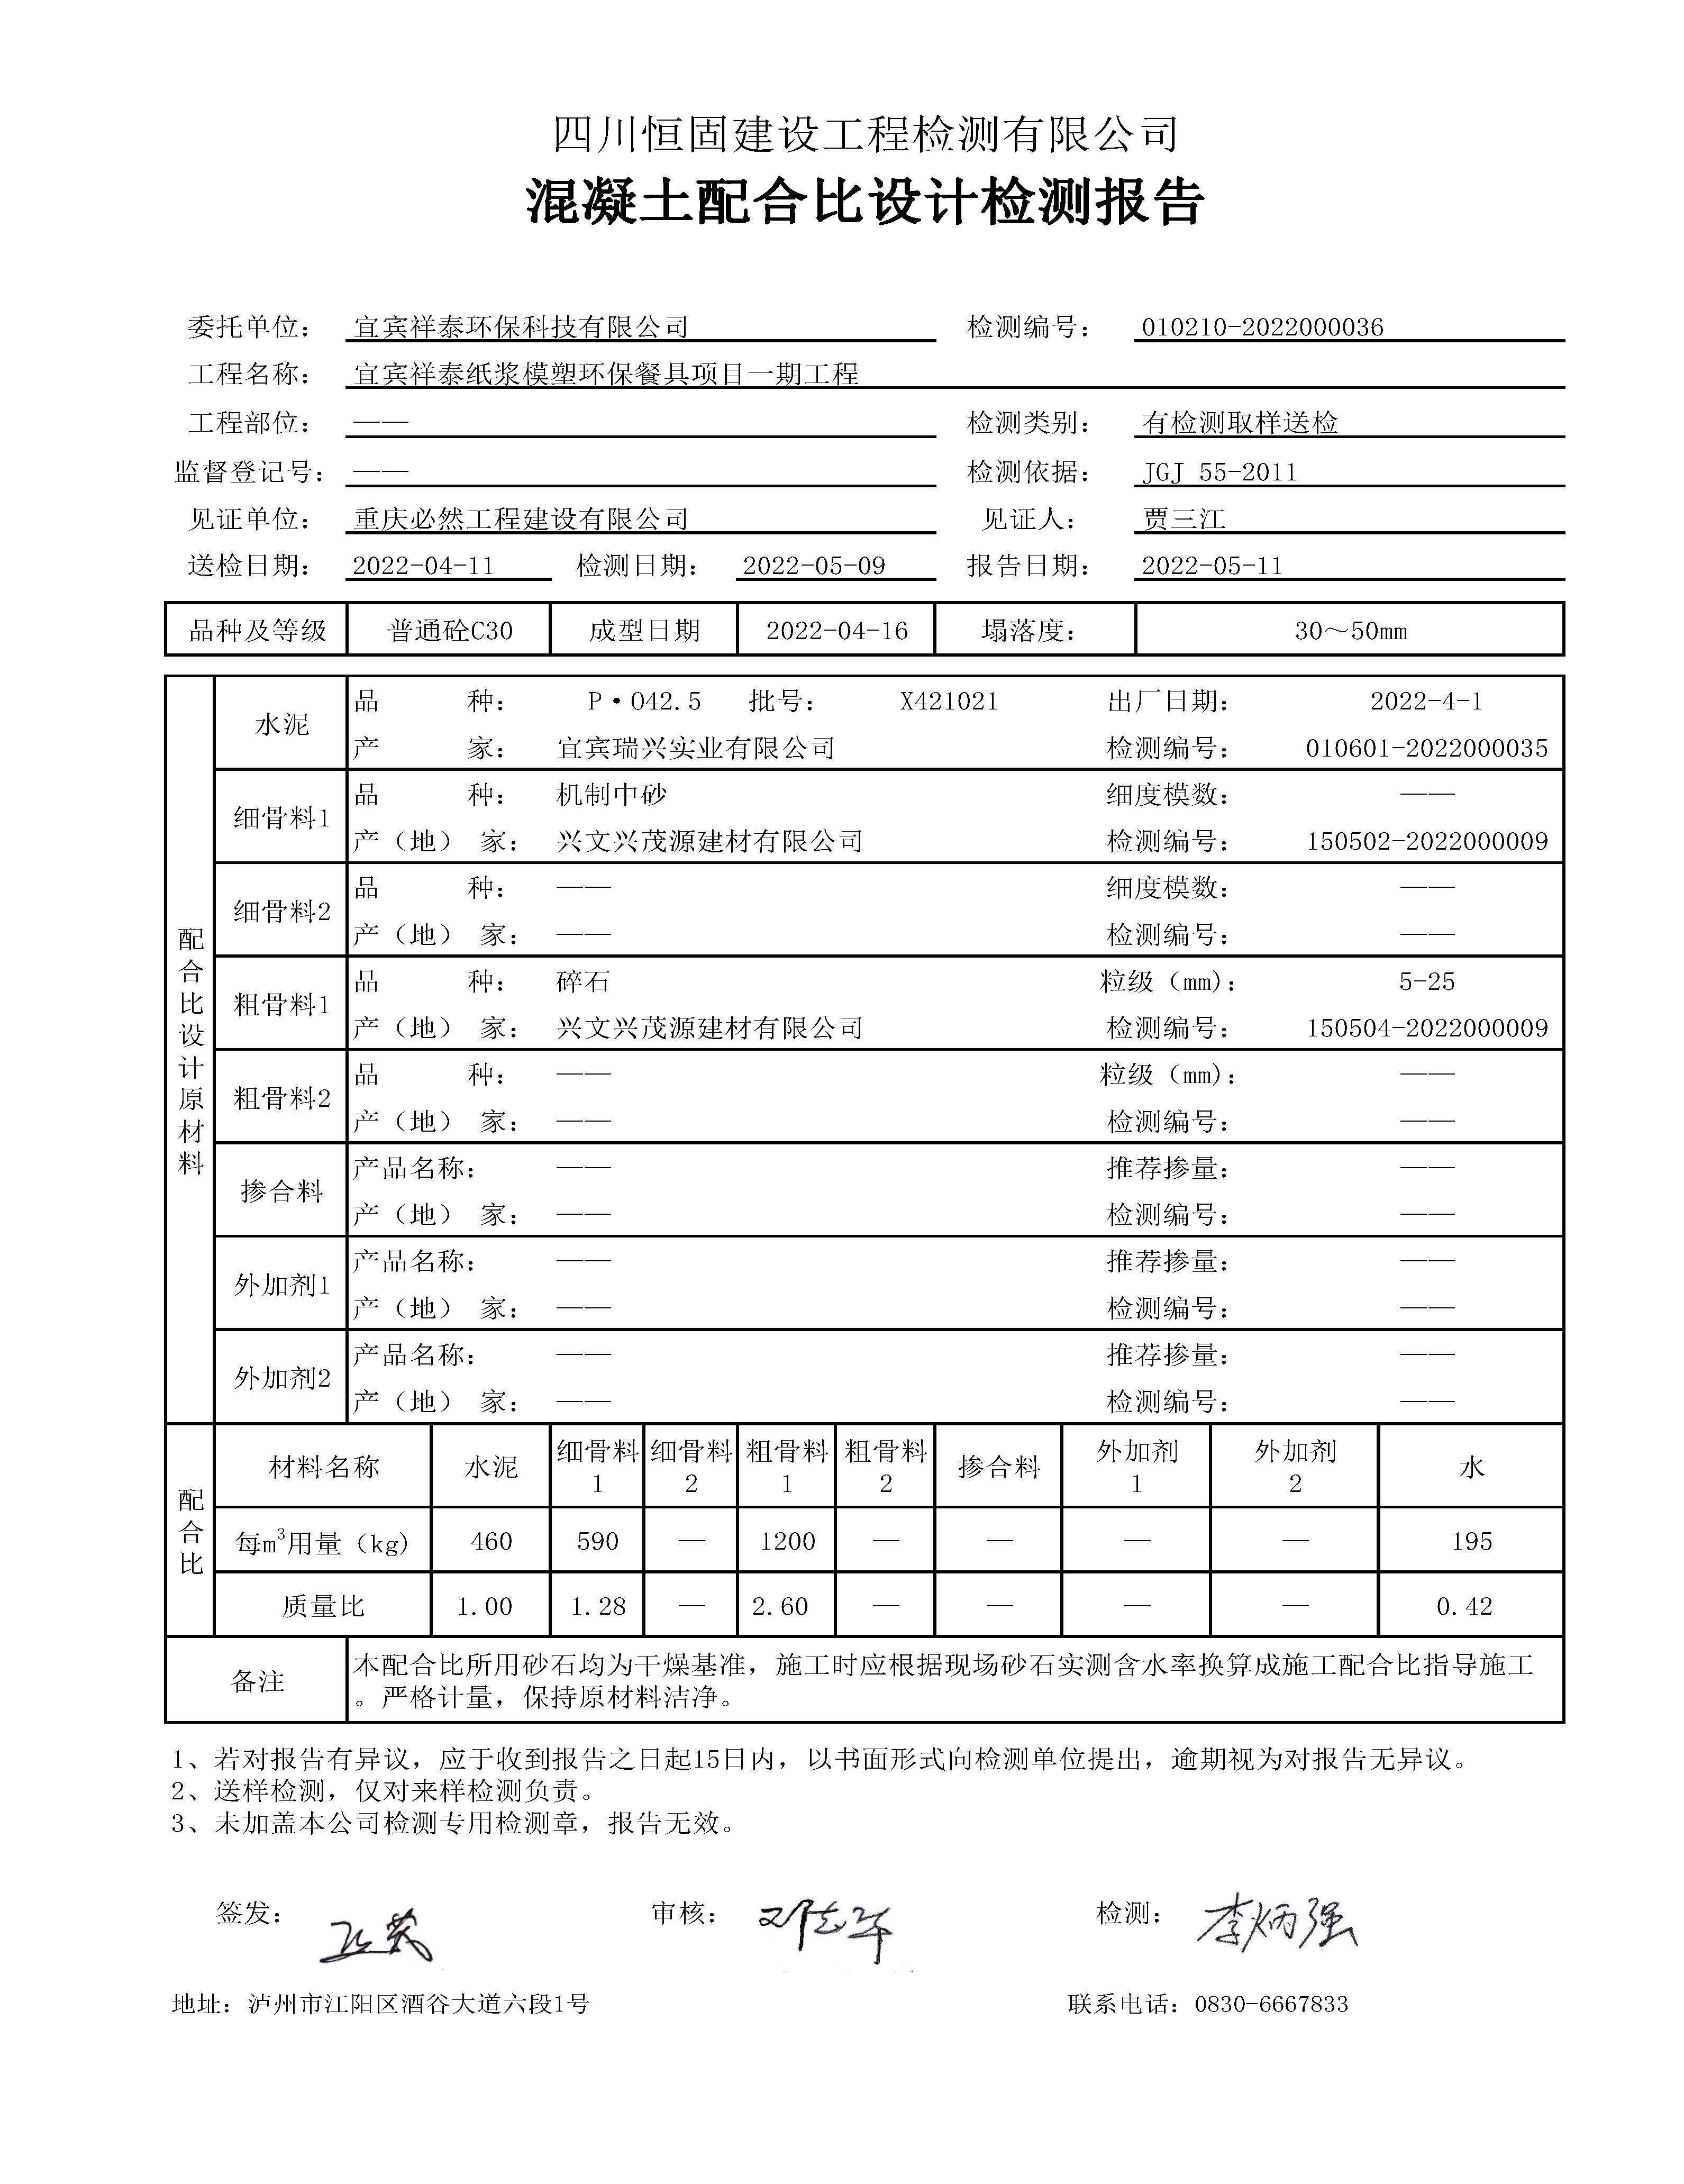 四川恒固建设工程检测有限公司
混凝土配合比设计检测报告
委托单位： 宜宾祥泰环保科技有限公司 检测编号： 010210-2022000036
工程名称： 宜宾祥泰纸浆模塑环保餐具项目一期工程
工程部位： —— 检测类别： 有检测取样送检
监督登记号： —— 检测依据： JGJ 55-2011
见证单位： 重庆必然工程建设有限公司 见证人： 贾三江
送检日期： 2022-04-11 检测日期： 2022-05-09 报告日期： 2022-05-11
品种及等级 普通砼C30 成型日期 2022-04-16 塌落度： 30～50mm
配合比设计原材料
水泥
品 种： P·O42.5 批号： X421021 出厂日期： 2022-4-1
产 家： 宜宾瑞兴实业有限公司 检测编号： 010601-2022000035
细骨料1
品 种： 机制中砂 细度模数： ——
产（地） 家： 兴文兴茂源建材有限公司 检测编号： 150502-2022000009
细骨料2
品 种： —— 细度模数： ——
产（地） 家： —— 检测编号： ——
粗骨料1
品 种： 碎石 粒级（mm）： 5-25
产（地） 家： 兴文兴茂源建材有限公司 检测编号： 150504-2022000009
粗骨料2
品 种： —— 粒级（mm）： ——
产（地） 家： —— 检测编号： ——
掺合料
产品名称： —— 推荐掺量： ——
产（地） 家： —— 检测编号： ——
外加剂1
产品名称： —— 推荐掺量： ——
产（地） 家： —— 检测编号： ——
外加剂2
产品名称： —— 推荐掺量： ——
产（地） 家： —— 检测编号： ——
配合比
材料名称 水泥 细骨料1 细骨料2 粗骨料1 粗骨料2 掺合料 外加剂1 外加剂2 水
每m³用量（kg） 460 590 — 1200 — — — — 195
质量比 1.00 1.28 — 2.60 — — — — 0.42
备注
本配合比所用砂石均为干燥基准，施工时应根据现场砂石实测含水率换算成施工配合比指导施工
。严格计量，保持原材料洁净。
1、若对报告有异议，应于收到报告之日起15日内，以书面形式向检测单位提出，逾期视为对报告无异议。
2、送样检测，仅对来样检测负责。
3、未加盖本公司检测专用检测章，报告无效。
签发： 审核： 检测： 李炳强
地址：泸州市江阳区酒谷大道六段1号 联系电话：0830-6667833